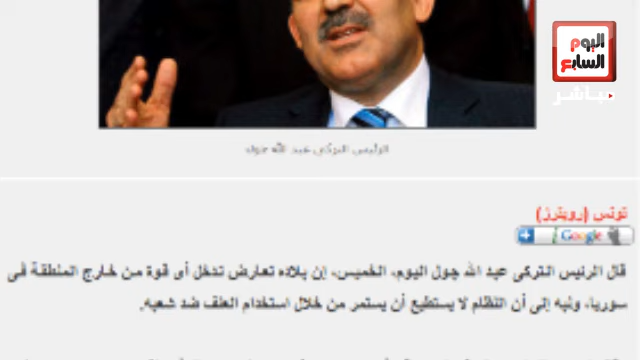 اليوم
السابع
مباشر
الرئيس التركى عبد الله جول
تونس (رويترز)
Google
قال الرئيس التركى عبد الله جول اليوم، الخميس، إن بلاده تعارض تدخل أى قوة من خارج المنطقة فى
سوريا، ونبه إلى أن النظام لا يستطيع أن يستمر من خلال استخدام العنف ضد شعبه.